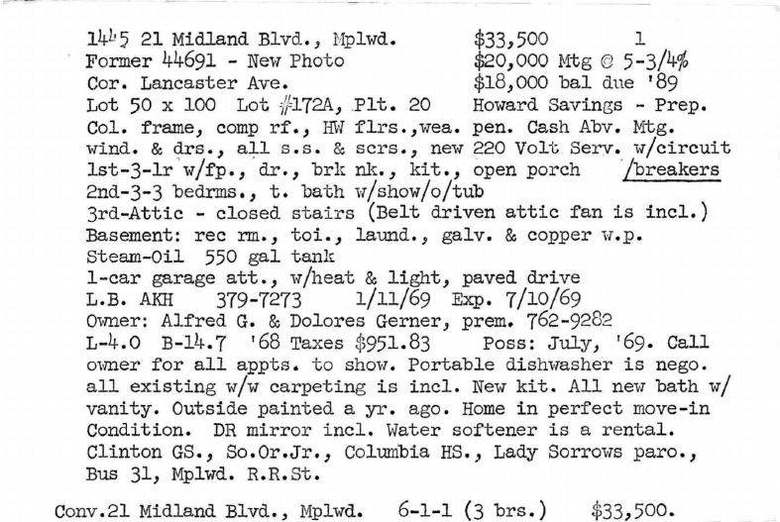 1445 21 Midland Blvd., Mplwd. $33,500 1
Former 44691 - New Photo $20,000 Mtg @ 5-3/4%
Cor. Lancaster Ave. $18,000 bal due '89
Lot 50 x 100 Lot #172A, Plt. 20 Howard Savings - Prep.
Col. frame, comp rf., HW flrs.,wea. pen. Cash Abv. Mtg.
wind. & drs., all s.s. & scrs., new 220 Volt Serv. w/circuit
1st-3-lr w/fp., dr., brk nk., kit., open porch /breakers
2nd-3-3 bedrms., t. bath w/show/o/tub
3rd-Attic - closed stairs (Belt driven attic fan is incl.)
Basement: rec rm., toi., laund., galv. & copper w.p.
Steam-Oil 550 gal tank
1-car garage att., w/heat & light, paved drive
L.B. AKH 379-7273 1/11/69 Exp. 7/10/69
Owner: Alfred G. & Dolores Gerner, prem. 762-9282
L-4.0 B-14.7 '68 Taxes $951.83 Poss: July, '69. Call
owner for all appts. to show. Portable dishwasher is nego.
all existing w/w carpeting is incl. New kit. All new bath w/
vanity. Outside painted a yr. ago. Home in perfect move-in
Condition. DR mirror incl. Water softener is a rental.
Clinton GS., So.Or.Jr., Columbia HS., Lady Sorrows paro.,
Bus 31, Mplwd. R.R.St.
Conv.21 Midland Blvd., Mplwd. 6-1-1 (3 brs.) $33,500.